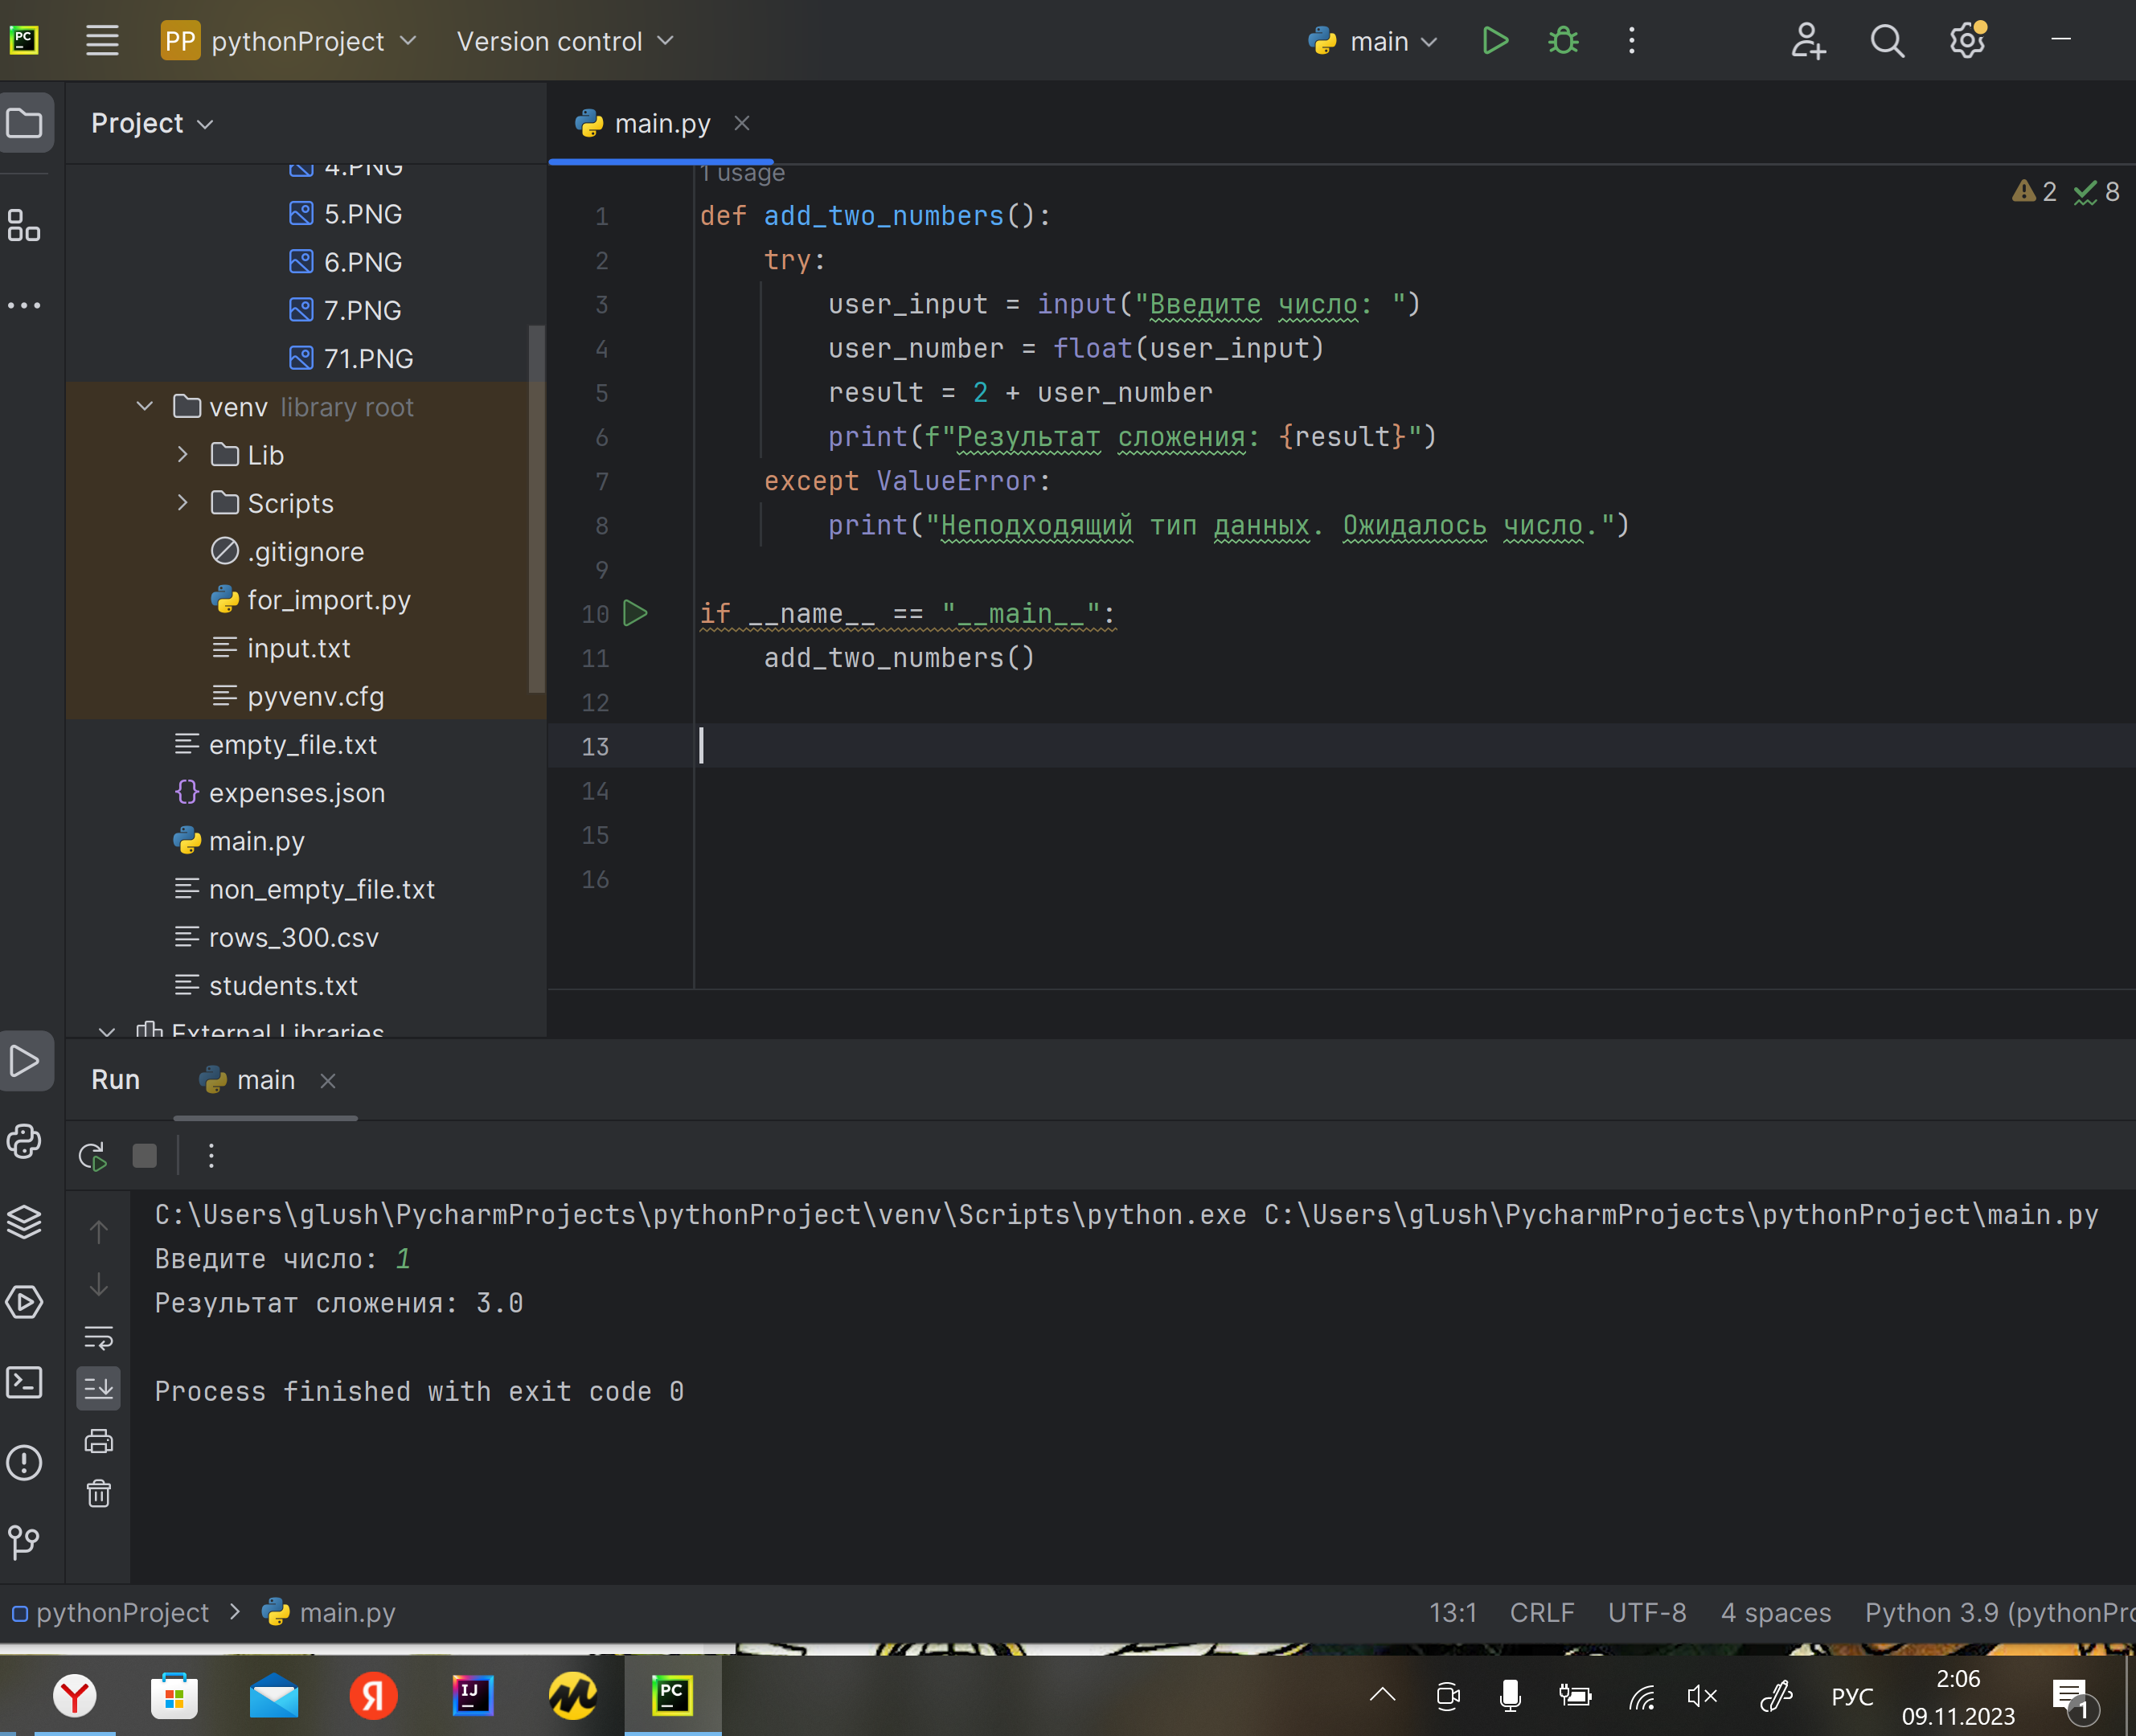 PC
PP pythonProject
Version control
main
Project
main.py
4.PNG
5.PNG
6.PNG
7.PNG
71.PNG
venv library root
Lib
Scripts
.gitignore
for_import.py
input.txt
pyvenv.cfg
empty_file.txt
expenses.json
main.py
non_empty_file.txt
rows_300.csv
students.txt
External Libraries
1 usage
2 8
1 def add_two_numbers():
2 try:
3 user_input = input("Введите число: ")
4 user_number = float(user_input)
5 result = 2 + user_number
6 print(f"Результат сложения: {result}")
7 except ValueError:
8 print("Неподходящий тип данных. Ожидалось число.")
9
10 if __name__ == "__main__":
11 add_two_numbers()
12
13
14
15
16
Run
main
C:\Users\glush\PycharmProjects\pythonProject\venv\Scripts\python.exe C:\Users\glush\PycharmProjects\pythonProject\main.py
Введите число: 1
Результат сложения: 3.0
Process finished with exit code 0
pythonProject > main.py
13:1 CRLF UTF-8 4 spaces Python 3.9 (pythonPro
Y
Я
IJ
M
PC
РУС
2:06
09.11.2023
1